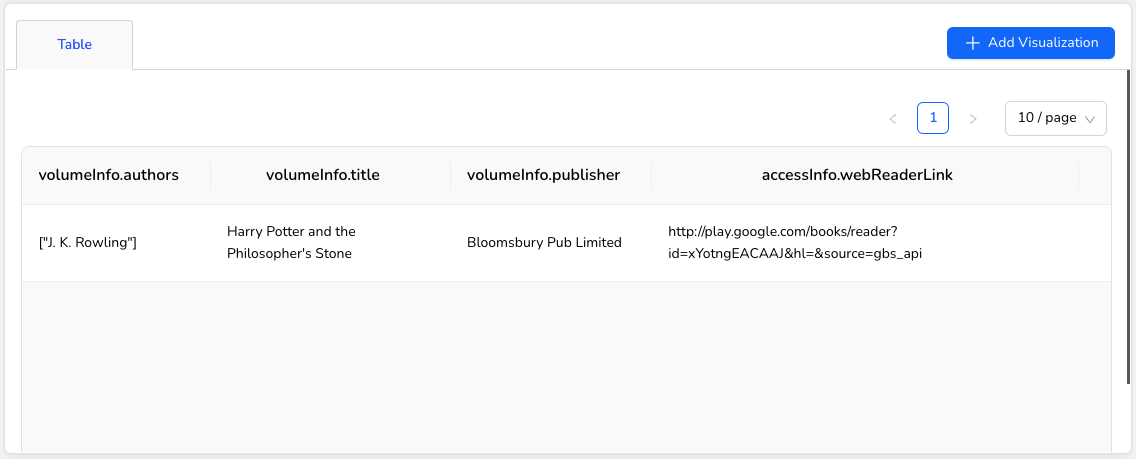 Table
Add Visualization
1
10 / page
volumeInfo.authors volumeInfo.title volumeInfo.publisher accessInfo.webReaderLink
["J. K. Rowling"]
Harry Potter and the
Philosopher's Stone
Bloomsbury Pub Limited
http://play.google.com/books/reader?
id=xYotngEACAAJ&hl=&source=gbs_api